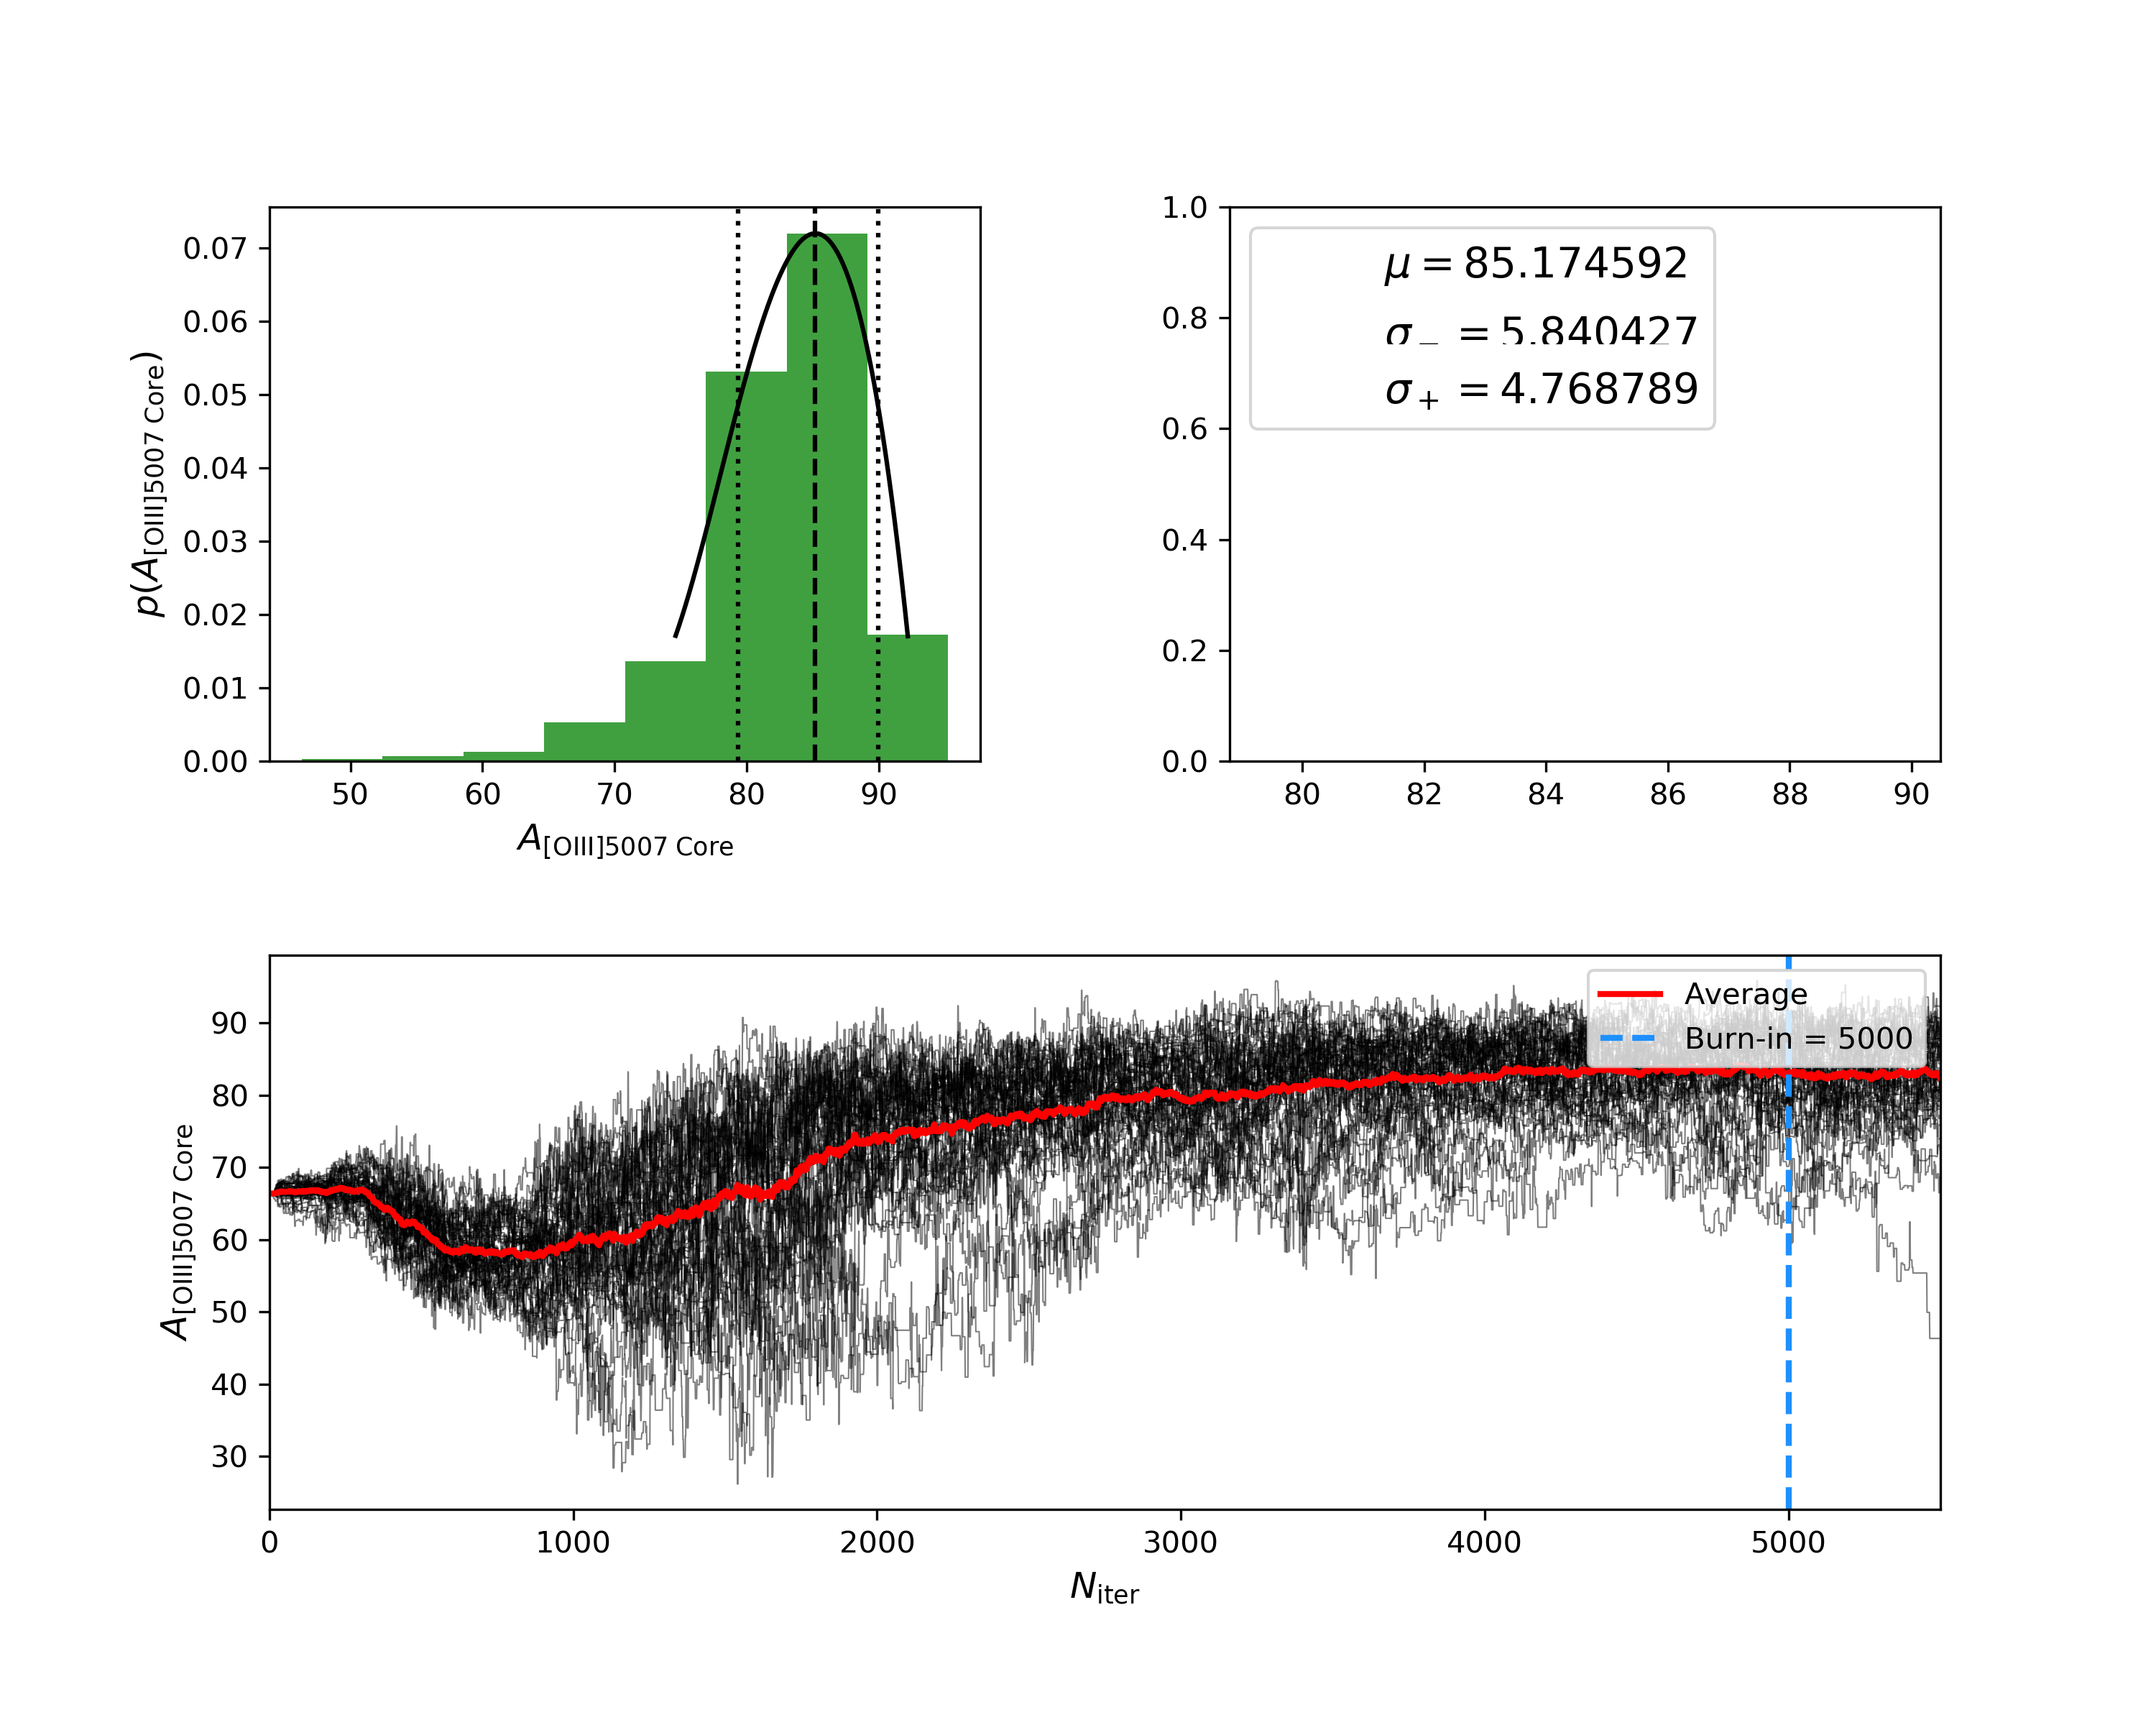 0.07
0.06
0.05
0.04
0.03
0.02
0.01
0.00
p(A[OIII]5007 Core)
50 60 70 80 90
A[OIII]5007 Core
1.0
0.8
0.6
0.4
0.2
0.0
μ = 85.174592
σ− = 5.840427
σ+ = 4.768789
80 82 84 86 88 90
90
80
70
60
50
40
30
A[OIII]5007 Core
Average
Burn-in = 5000
0 1000 2000 3000 4000 5000
Niter